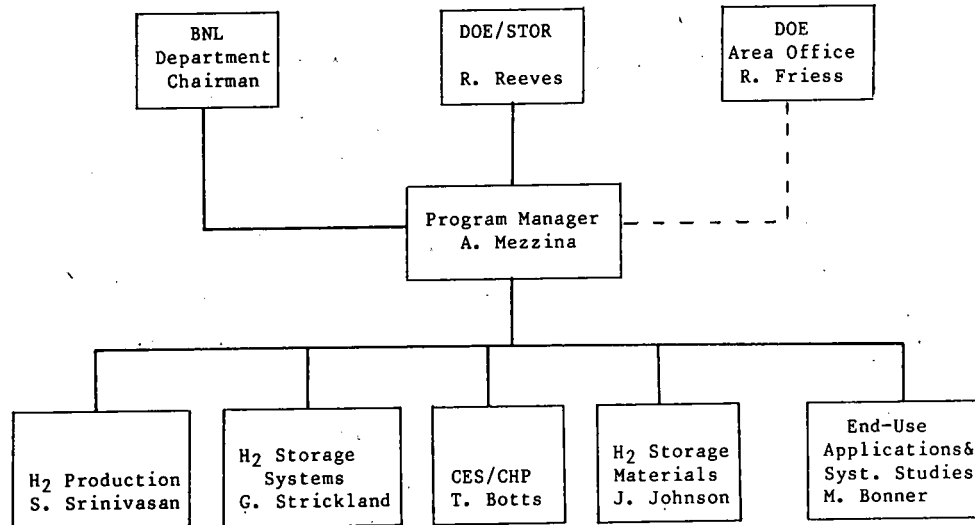 BNL
Department
Chairman
DOE/STOR
R. Reeves
DOE
Area Office
R. Friess
Program Manager
A. Mezzina
H2 Production
S. Srinivasan
H2 Storage
Systems
G. Strickland
CES/CHP
T. Botts
H2 Storage
Materials
J. Johnson
End-Use
Applications&
Syst. Studies
M. Bonner